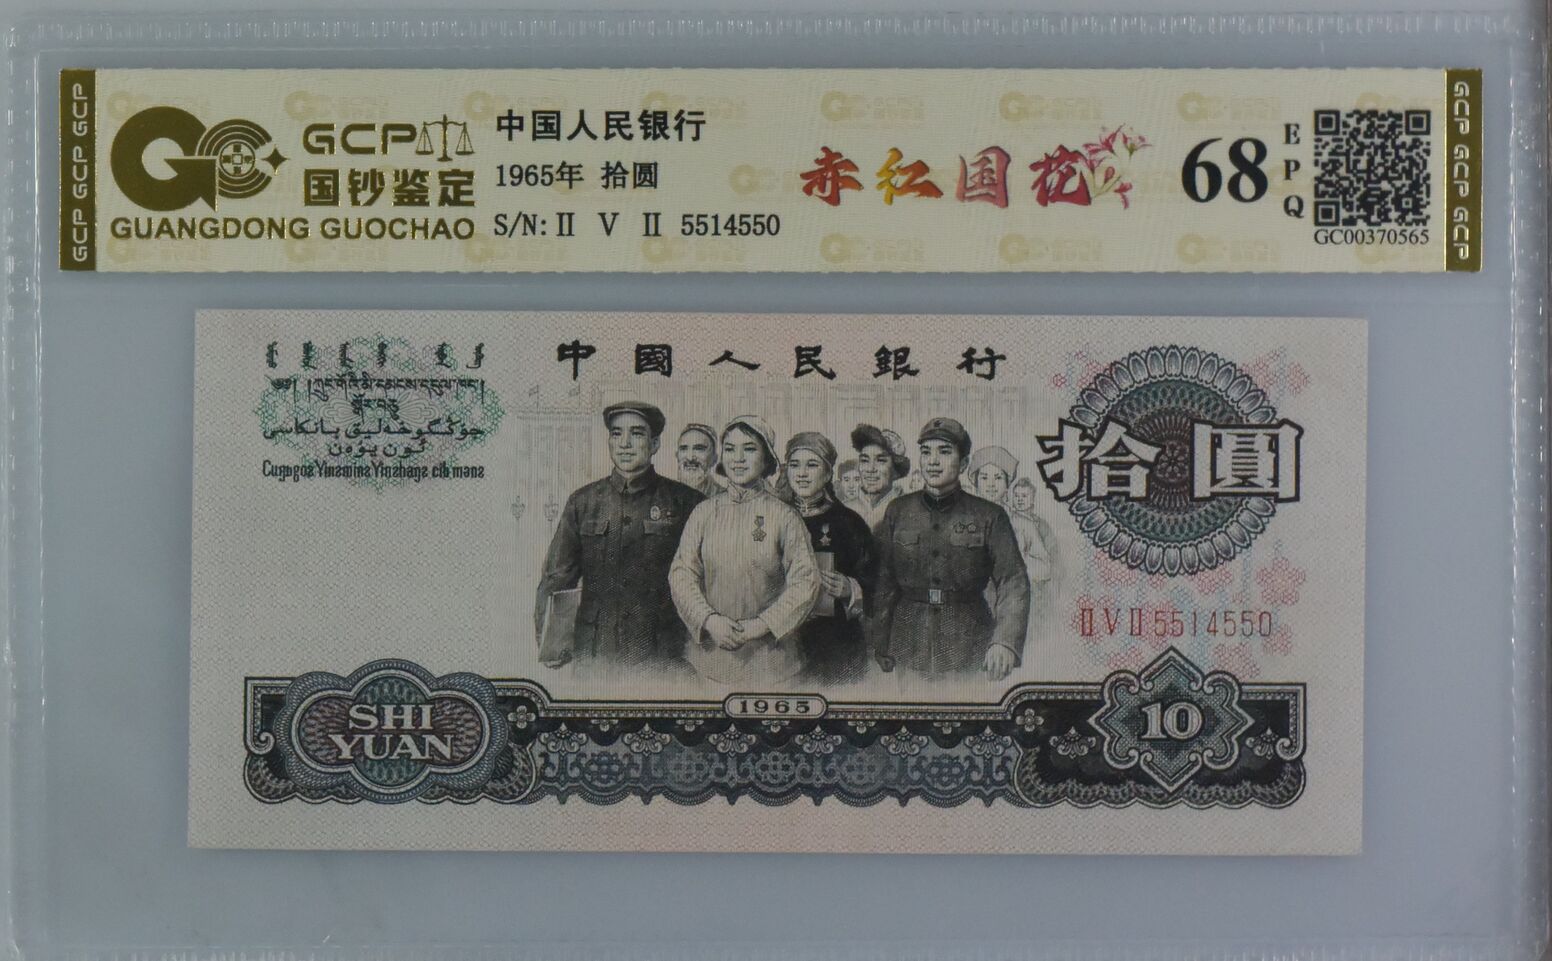 GCP GCP GCP
GCP
国钞鉴定
GUANGDONG GUOCHAO
中国人民银行
1965年 拾圆
S/N: Ⅱ Ⅴ Ⅱ 5514550
赤红国花
68
EPQ
GC00370565
GCP GCP GCP
中國人民銀行
拾圓
ⅡⅤⅡ5514550
1965
SHI
YUAN
10